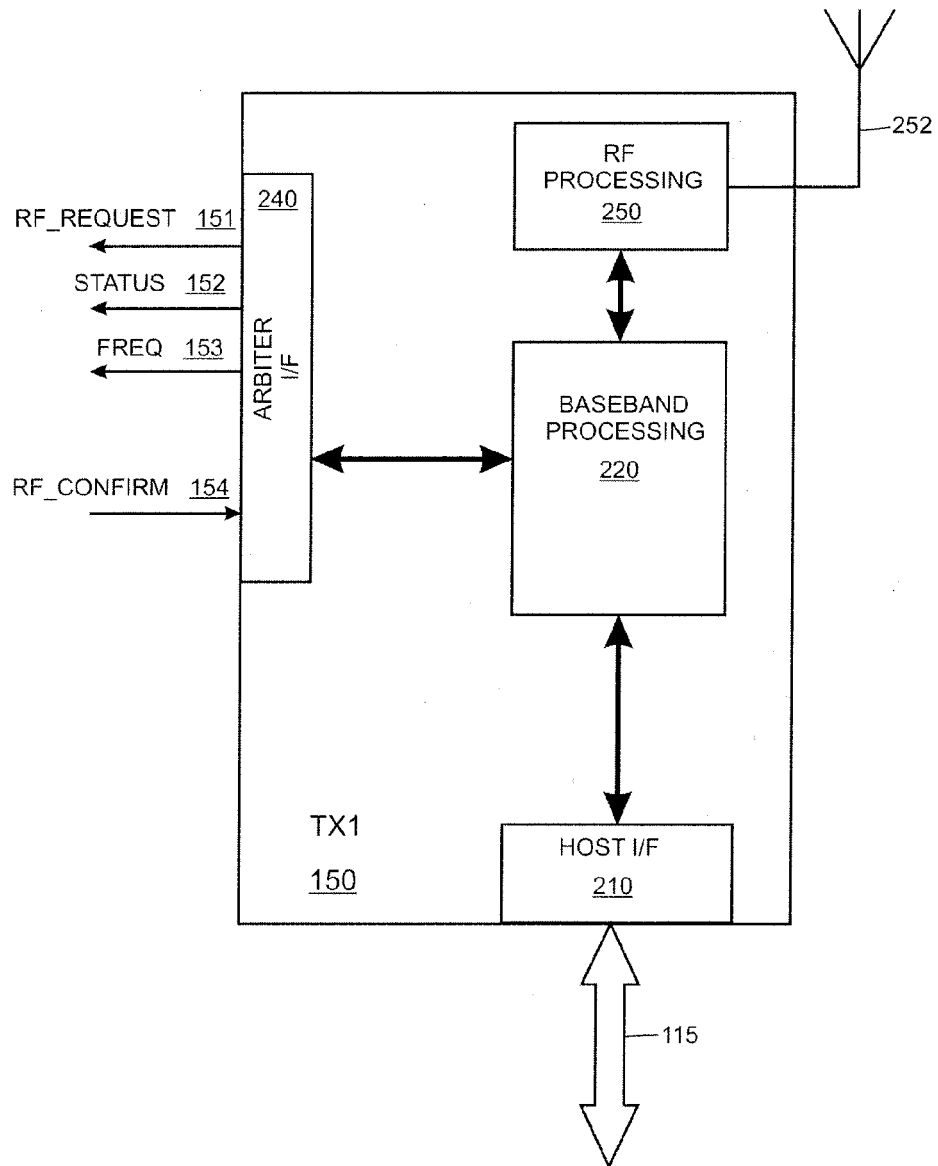 252
RF
PROCESSING
250
240
ARBITER
I/F
RF_REQUEST 151
STATUS 152
FREQ 153
RF_CONFIRM 154
BASEBAND
PROCESSING
220
TX1
150
HOST I/F
210
115